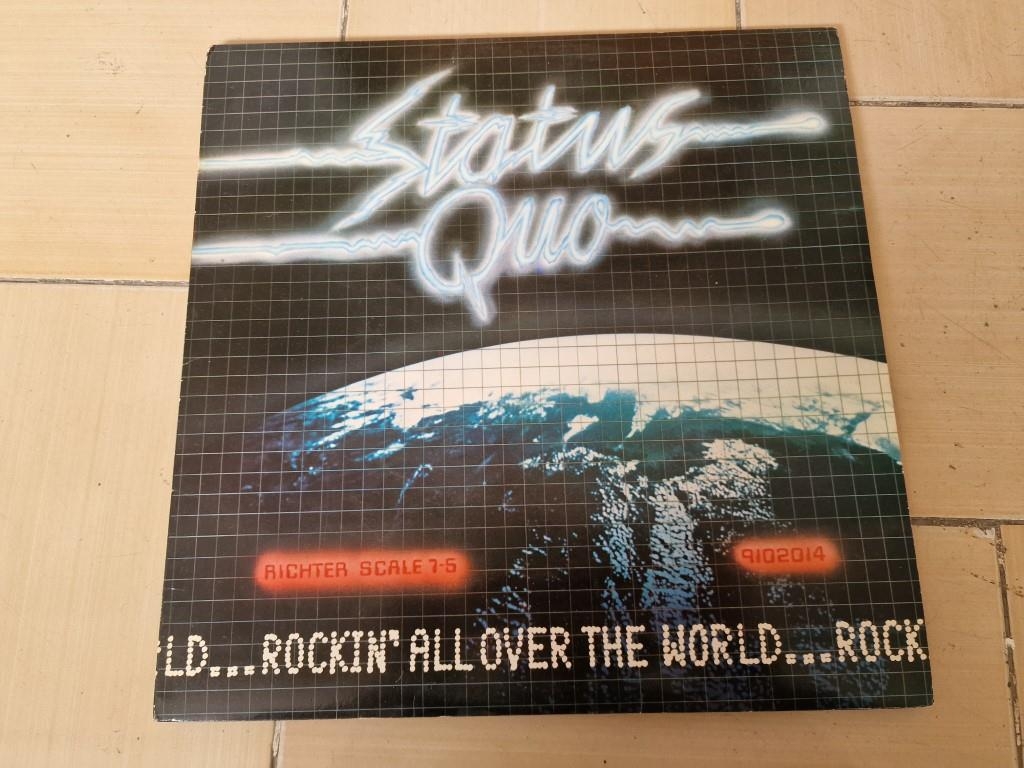 Status
Quo
RICHTER SCALE 7-5
9102014
LD...ROCKIN' ALL OVER THE WORLD...ROCK